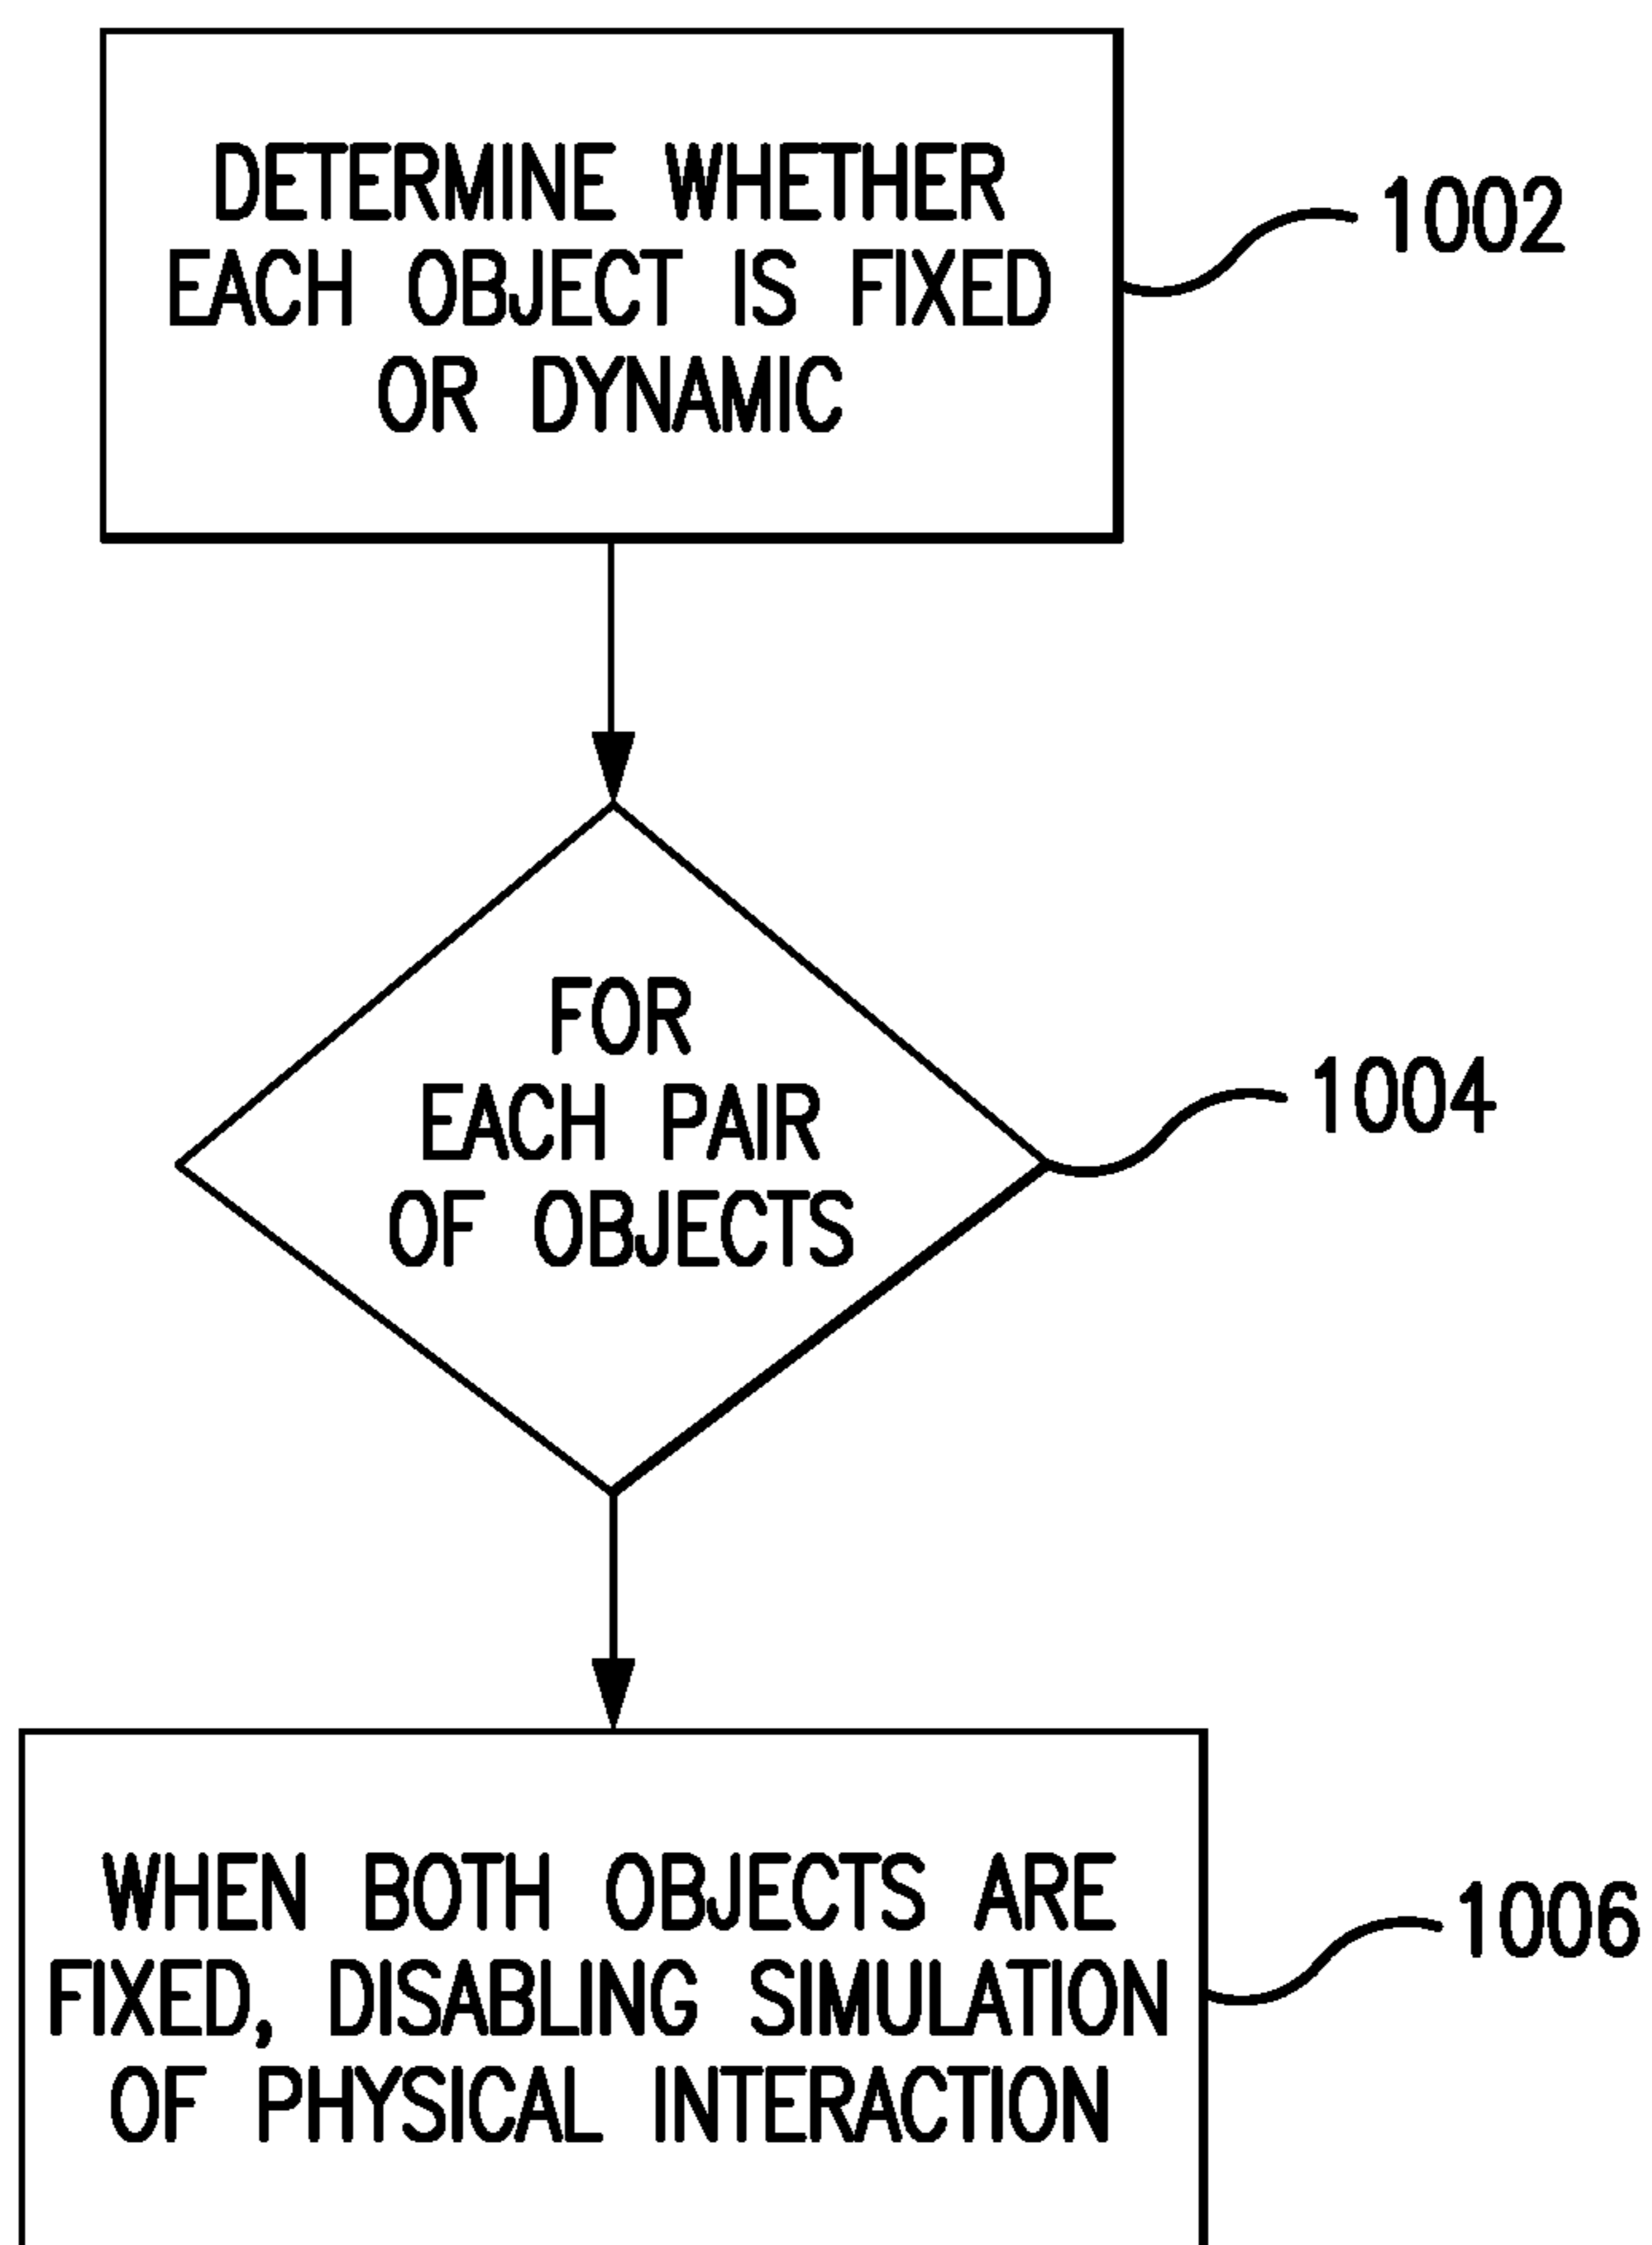 DETERMINE WHETHER
EACH OBJECT IS FIXED
OR DYNAMIC
1002
FOR
EACH PAIR
OF OBJECTS
1004
WHEN BOTH OBJECTS ARE
FIXED, DISABLING SIMULATION
OF PHYSICAL INTERACTION
1006